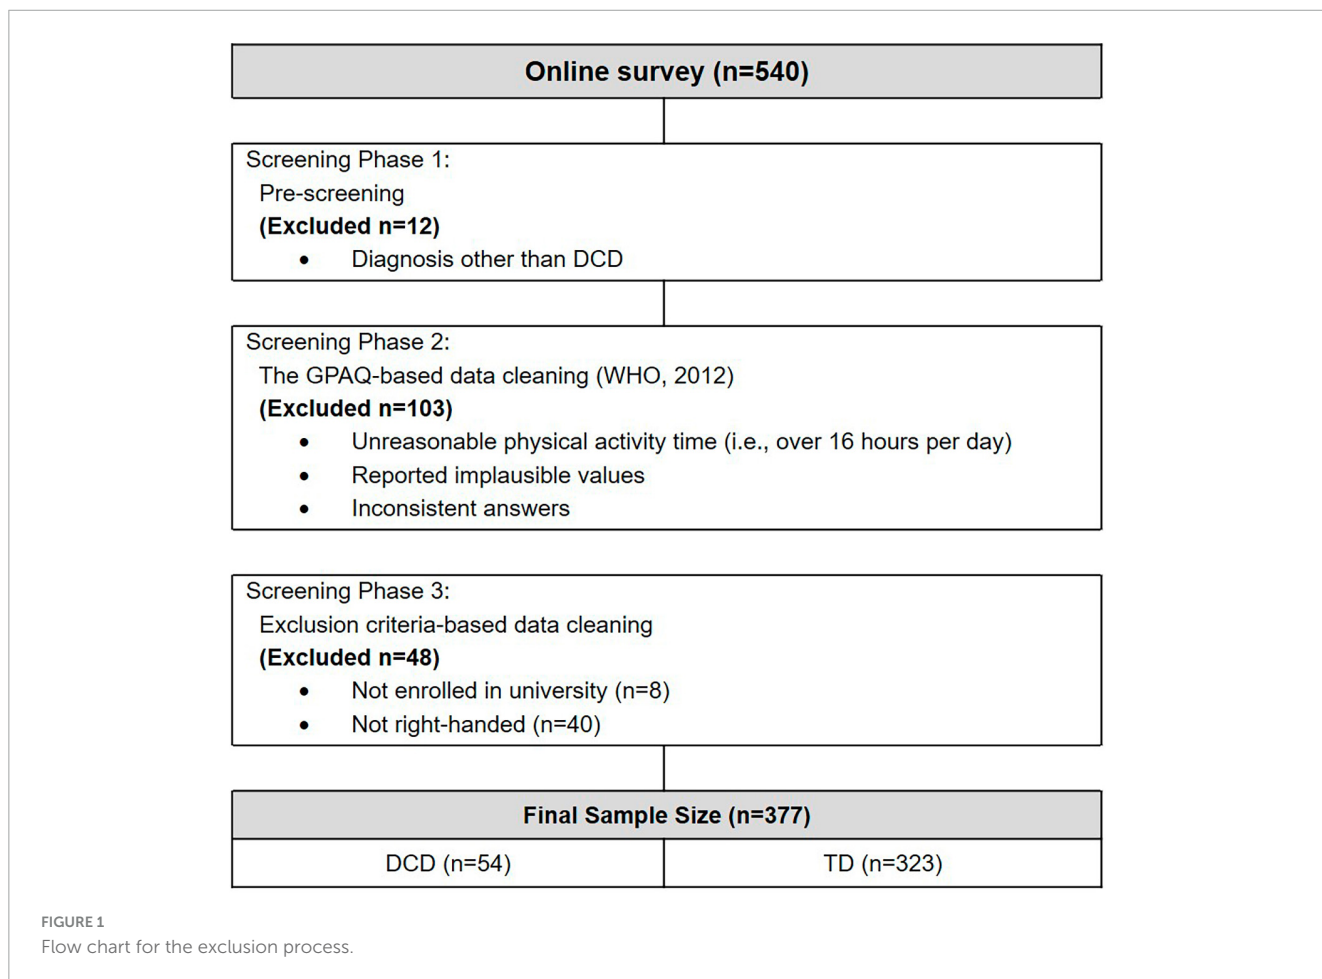 Online survey (n=540)
Screening Phase 1:
Pre-screening
(Excluded n=12)
• Diagnosis other than DCD
Screening Phase 2:
The GPAQ-based data cleaning (WHO, 2012)
(Excluded n=103)
• Unreasonable physical activity time (i.e., over 16 hours per day)
• Reported implausible values
• Inconsistent answers
Screening Phase 3:
Exclusion criteria-based data cleaning
(Excluded n=48)
• Not enrolled in university (n=8)
• Not right-handed (n=40)
Final Sample Size (n=377)
DCD (n=54)
TD (n=323)
FIGURE 1
Flow chart for the exclusion process.